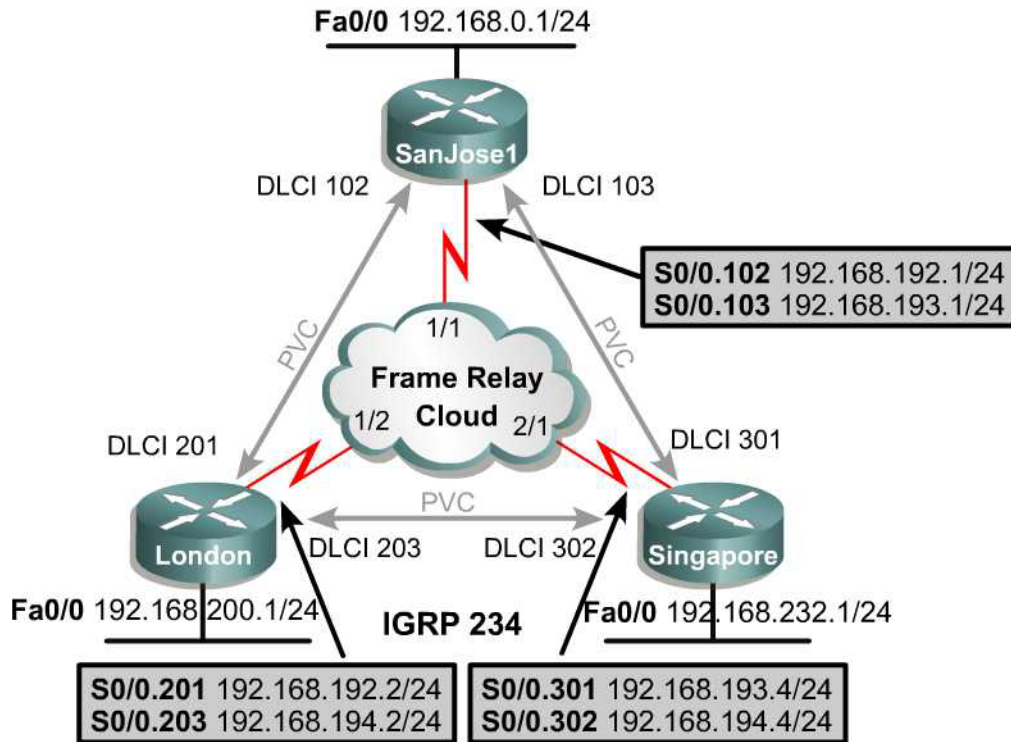 Fa0/0 192.168.0.1/24
SanJose1
DLCI 102
DLCI 103
S0/0.102 192.168.192.1/24
S0/0.103 192.168.193.1/24
PVC
PVC
1/1
Frame Relay
Cloud
1/2
2/1
DLCI 201
DLCI 301
PVC
London
DLCI 203
DLCI 302
Singapore
Fa0/0 192.168.200.1/24
IGRP 234
Fa0/0 192.168.232.1/24
S0/0.201 192.168.192.2/24
S0/0.203 192.168.194.2/24
S0/0.301 192.168.193.4/24
S0/0.302 192.168.194.4/24